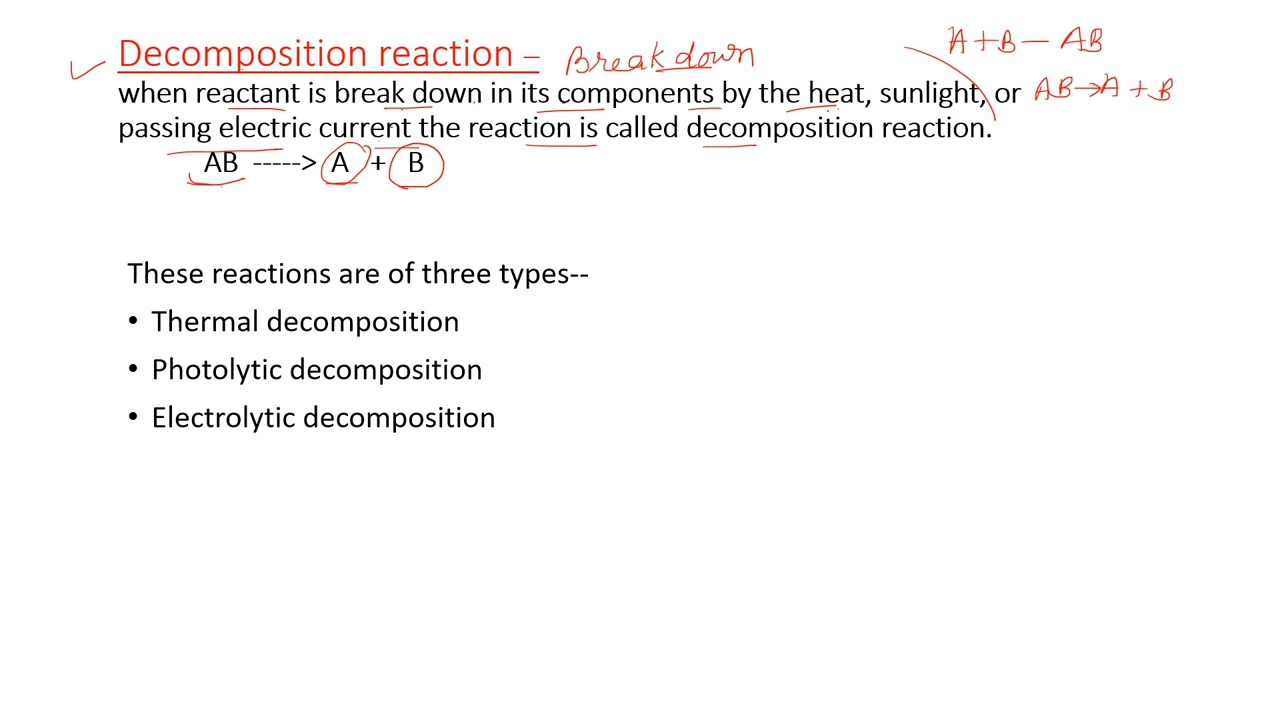 Decomposition reaction – Break down
A + B — AB
when reactant is break down in its components by the heat, sunlight, or
AB → A + B
passing electric current the reaction is called decomposition reaction.
AB -----> A + B
These reactions are of three types--
• Thermal decomposition
• Photolytic decomposition
• Electrolytic decomposition